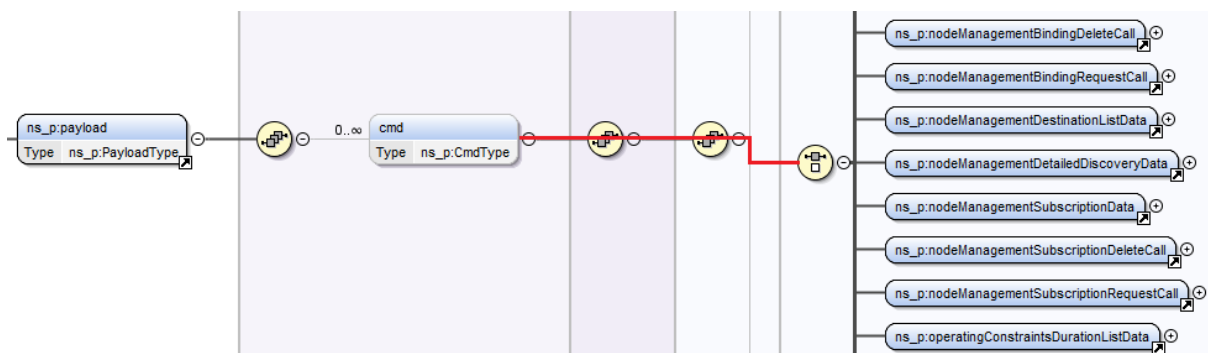 ns_p:payload
Type ns_p:PayloadType
0..∞
cmd
Type ns_p:CmdType
ns_p:nodeManagementBindingDeleteCall
ns_p:nodeManagementBindingRequestCall
ns_p:nodeManagementDestinationListData
ns_p:nodeManagementDetailedDiscoveryData
ns_p:nodeManagementSubscriptionData
ns_p:nodeManagementSubscriptionDeleteCall
ns_p:nodeManagementSubscriptionRequestCall
ns_p:operatingConstraintsDurationListData